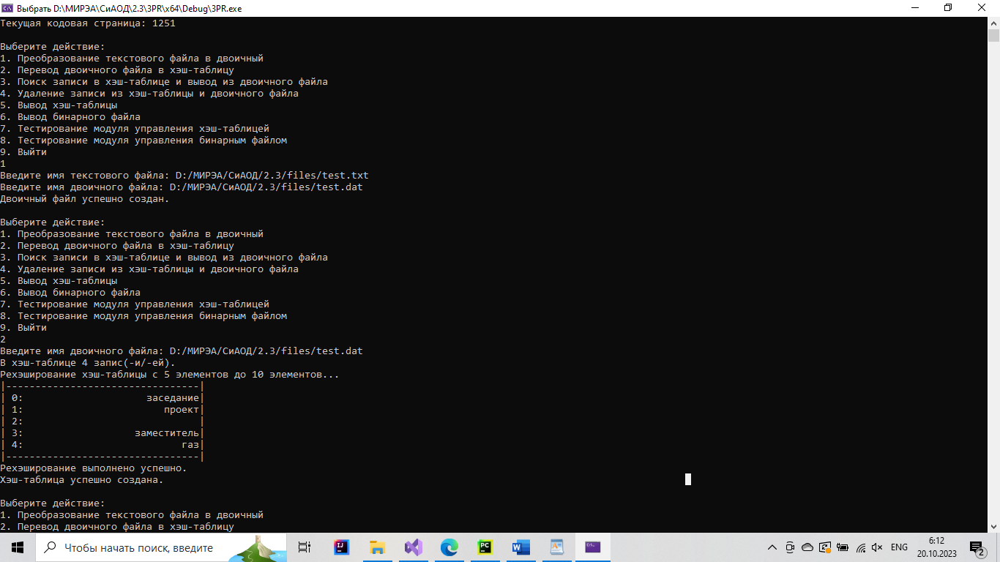 Выбрать D:\МИРЭА\СиАОД\2.3\3PR\x64\Debug\3PR.exe
Текущая кодовая страница: 1251
Выберите действие:
1. Преобразование текстового файла в двоичный
2. Перевод двоичного файла в хэш-таблицу
3. Поиск записи в хэш-таблице и вывод из двоичного файла
4. Удаление записи из хэш-таблицы и двоичного файла
5. Вывод хэш-таблицы
6. Вывод бинарного файла
7. Тестирование модуля управления хэш-таблицей
8. Тестирование модуля управления бинарным файлом
9. Выйти
1
Введите имя текстового файла: D:/МИРЭА/СиАОД/2.3/files/test.txt
Введите имя двоичного файла: D:/МИРЭА/СиАОД/2.3/files/test.dat
Двоичный файл успешно создан.
Выберите действие:
1. Преобразование текстового файла в двоичный
2. Перевод двоичного файла в хэш-таблицу
3. Поиск записи в хэш-таблице и вывод из двоичного файла
4. Удаление записи из хэш-таблицы и двоичного файла
5. Вывод хэш-таблицы
6. Вывод бинарного файла
7. Тестирование модуля управления хэш-таблицей
8. Тестирование модуля управления бинарным файлом
9. Выйти
2
Введите имя двоичного файла: D:/МИРЭА/СиАОД/2.3/files/test.dat
В хэш-таблице 4 запис(-и/-ей).
Рехэширование хэш-таблицы с 5 элементов до 10 элементов...
|---------------------------------|
| 0:                     заседание|
| 1:                        проект|
| 2:                              |
| 3:                   заместитель|
| 4:                           газ|
|---------------------------------|
Рехэширование выполнено успешно.
Хэш-таблица успешно создана.
Выберите действие:
1. Преобразование текстового файла в двоичный
2. Перевод двоичного файла в хэш-таблицу
Чтобы начать поиск, введите
ENG
6:12
20.10.2023
2